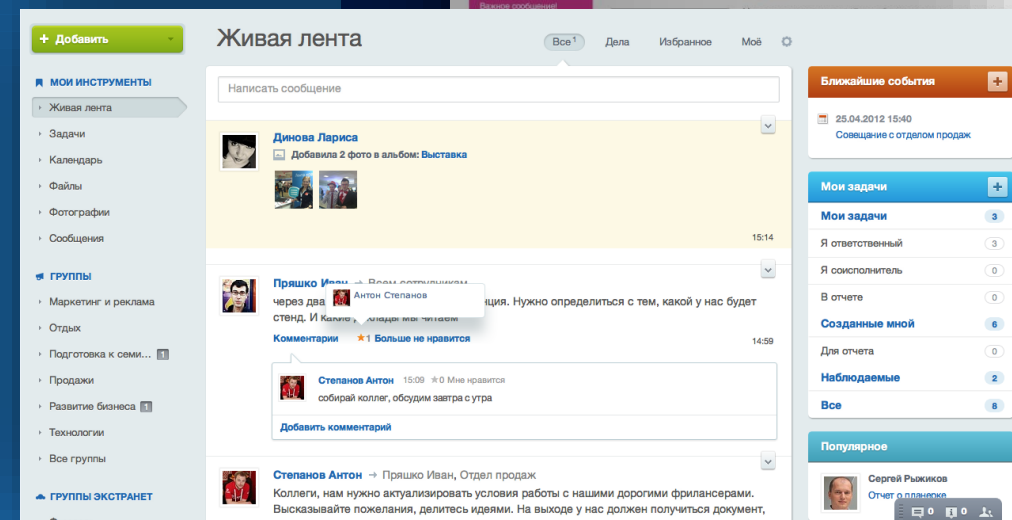 Важное сообщение!
+ Добавить
МОИ ИНСТРУМЕНТЫ
Живая лента
Задачи
Календарь
Файлы
Фотографии
Сообщения
ГРУППЫ
Маркетинг и реклама
Отдых
Подготовка к семи... 1
Продажи
Развитие бизнеса 1
Технологии
Все группы
ГРУППЫ ЭКСТРАНЕТ
Живая лента
Все 1 Дела Избранное Моё
Написать сообщение
Динова Лариса
Добавила 2 фото в альбом: Выставка
15:14
Пряшко Иван → Всем сотрудникам
Антон Степанов
через два нция. Нужно определиться с тем, какой у нас будет
стенд. И какие мы читаем
Комментарии ★1 Больше не нравится 14:59
Степанов Антон 15:09 ★0 Мне нравится
собирай коллег, обсудим завтра с утра
Добавить комментарий
Степанов Антон → Пряшко Иван, Отдел продаж
Коллеги, нам нужно актуализировать условия работы с нашими дорогими фрилансерами.
Высказывайте пожелания, делитесь идеями. На выходе у нас должен получиться документ,
Ближайшие события +
25.04.2012 15:40
Совещание с отделом продаж
Мои задачи +
Мои задачи 3
Я ответственный 3
Я соисполнитель 0
В отчете 0
Созданные мной 6
Для отчета 0
Наблюдаемые 2
Все 8
Популярное
Сергей Рыжиков
Отчет о планерке
0 0